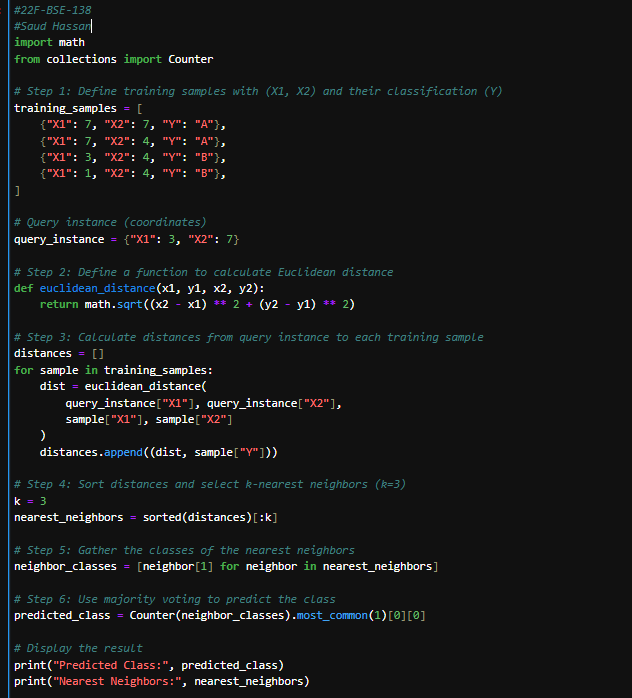 #22F-BSE-138
#Saud Hassan
import math
from collections import Counter

# Step 1: Define training samples with (X1, X2) and their classification (Y)
training_samples = [
    {"X1": 7, "X2": 7, "Y": "A"},
    {"X1": 7, "X2": 4, "Y": "A"},
    {"X1": 3, "X2": 4, "Y": "B"},
    {"X1": 1, "X2": 4, "Y": "B"},
]

# Query instance (coordinates)
query_instance = {"X1": 3, "X2": 7}

# Step 2: Define a function to calculate Euclidean distance
def euclidean_distance(x1, y1, x2, y2):
    return math.sqrt((x2 - x1) ** 2 + (y2 - y1) ** 2)

# Step 3: Calculate distances from query instance to each training sample
distances = []
for sample in training_samples:
    dist = euclidean_distance(
        query_instance["X1"], query_instance["X2"],
        sample["X1"], sample["X2"]
    )
    distances.append((dist, sample["Y"]))

# Step 4: Sort distances and select k-nearest neighbors (k=3)
k = 3
nearest_neighbors = sorted(distances)[:k]

# Step 5: Gather the classes of the nearest neighbors
neighbor_classes = [neighbor[1] for neighbor in nearest_neighbors]

# Step 6: Use majority voting to predict the class
predicted_class = Counter(neighbor_classes).most_common(1)[0][0]

# Display the result
print("Predicted Class:", predicted_class)
print("Nearest Neighbors:", nearest_neighbors)